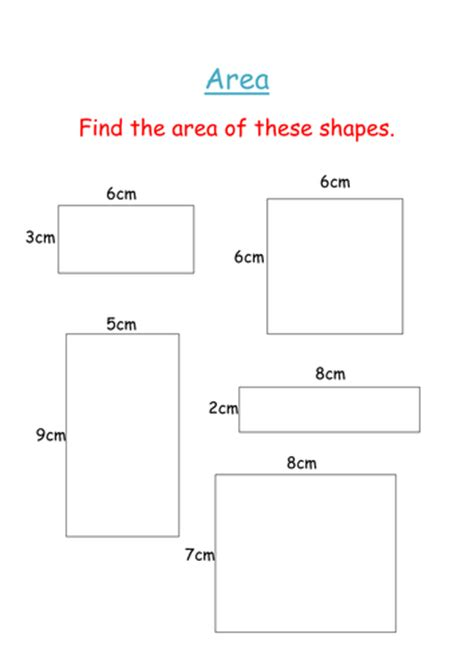 Area
Find the area of these shapes.
6cm
6cm
3cm
6cm
5cm
8cm
2cm
9cm
8cm
7cm